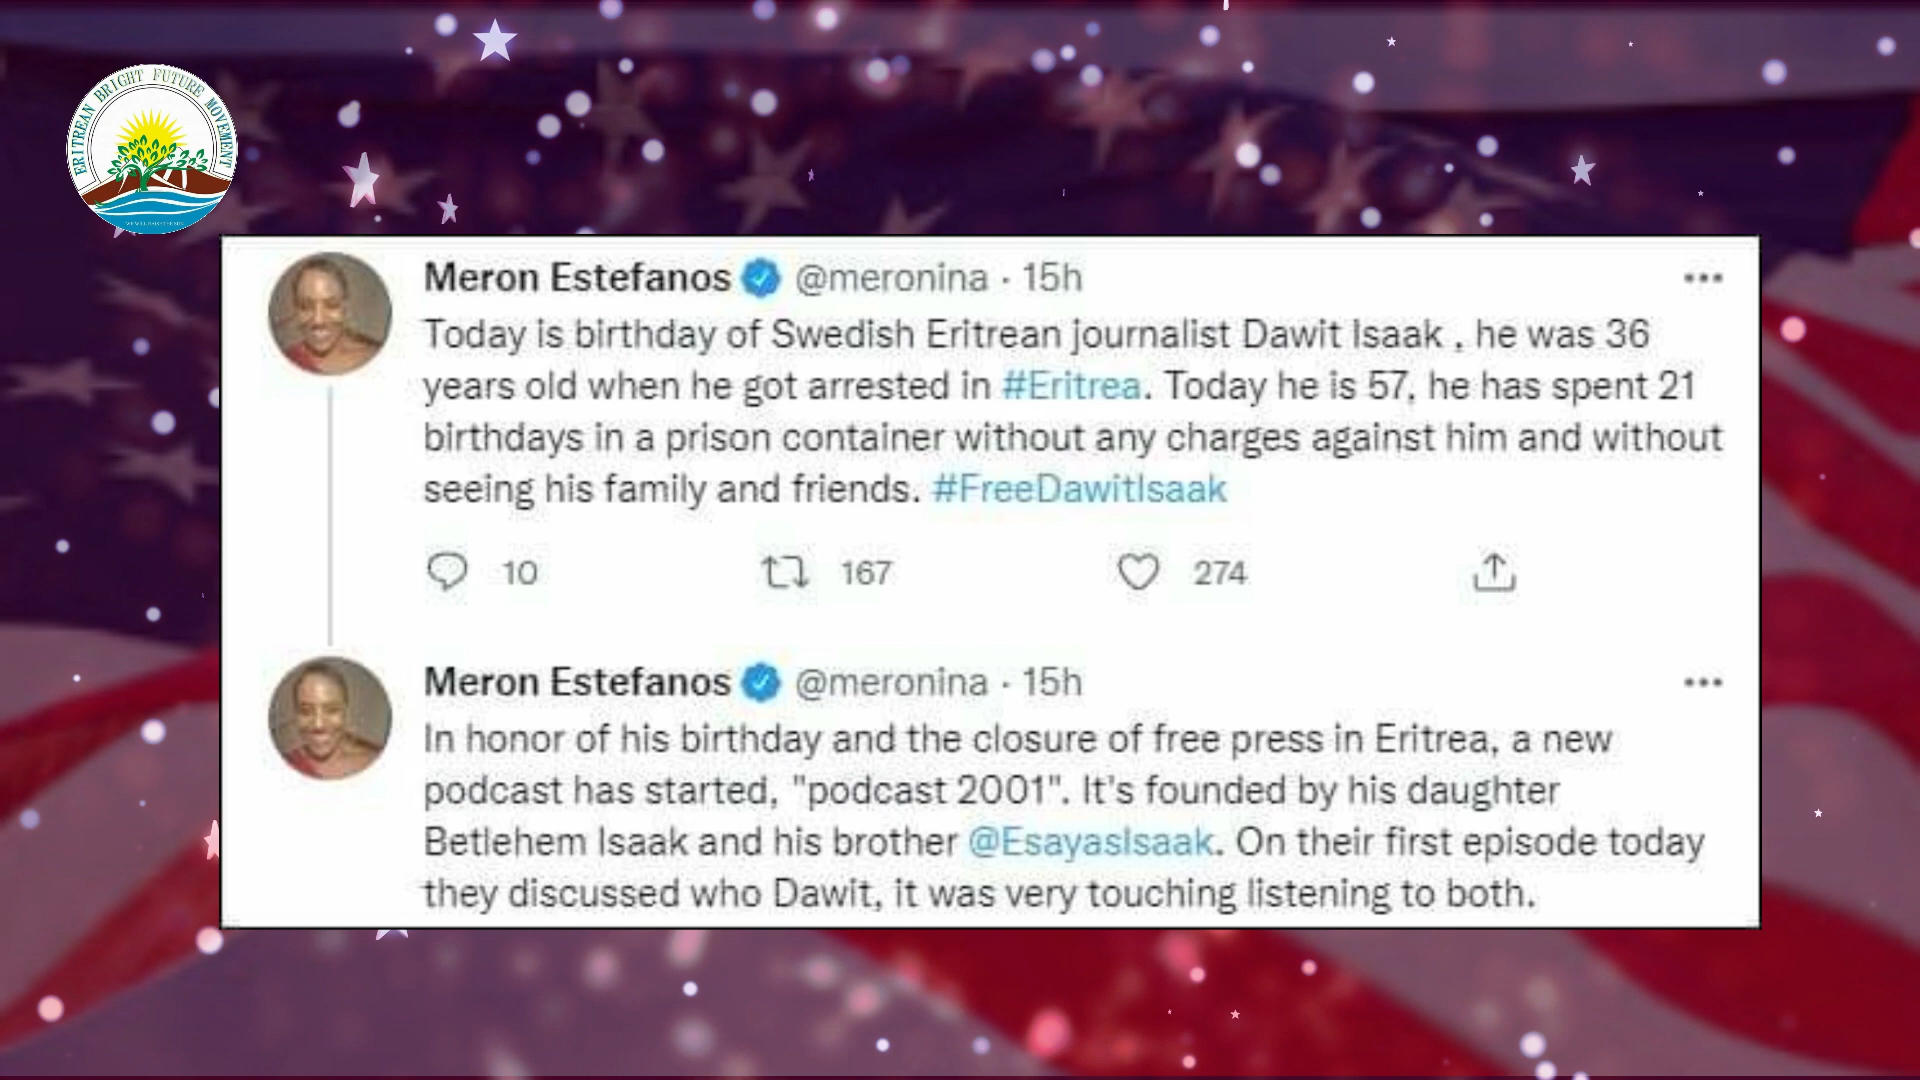 ERITREAN BRIGHT FUTURE MOVEMENT
Meron Estefanos @meronina · 15h
Today is birthday of Swedish Eritrean journalist Dawit Isaak , he was 36
years old when he got arrested in #Eritrea. Today he is 57, he has spent 21
birthdays in a prison container without any charges against him and without
seeing his family and friends. #FreeDawitIsaak
10 167 274
Meron Estefanos @meronina · 15h
In honor of his birthday and the closure of free press in Eritrea, a new
podcast has started, "podcast 2001". It's founded by his daughter
Betlehem Isaak and his brother @EsayasIsaak. On their first episode today
they discussed who Dawit, it was very touching listening to both.